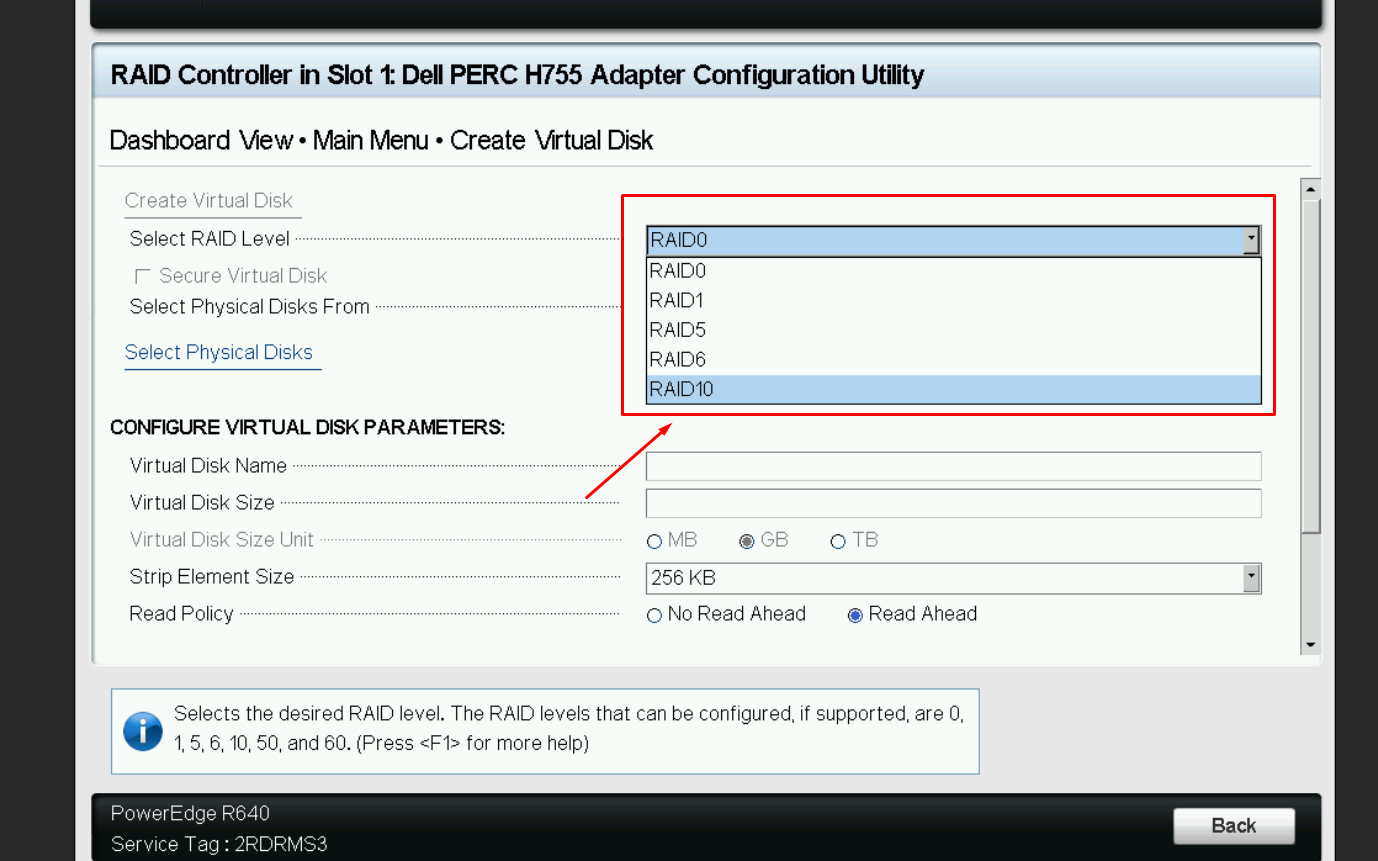 RAID Controller in Slot 1: Dell PERC H755 Adapter Configuration Utility
Dashboard View • Main Menu • Create Virtual Disk
Create Virtual Disk
Select RAID Level
RAID0
RAID0
RAID1
RAID5
RAID6
RAID10
Secure Virtual Disk
Select Physical Disks From
Select Physical Disks
CONFIGURE VIRTUAL DISK PARAMETERS:
Virtual Disk Name
Virtual Disk Size
Virtual Disk Size Unit MB GB TB
Strip Element Size 256 KB
Read Policy No Read Ahead Read Ahead
Selects the desired RAID level. The RAID levels that can be configured, if supported, are 0,
1, 5, 6, 10, 50, and 60. (Press <F1> for more help)
PowerEdge R640
Service Tag : 2RDRMS3
Back